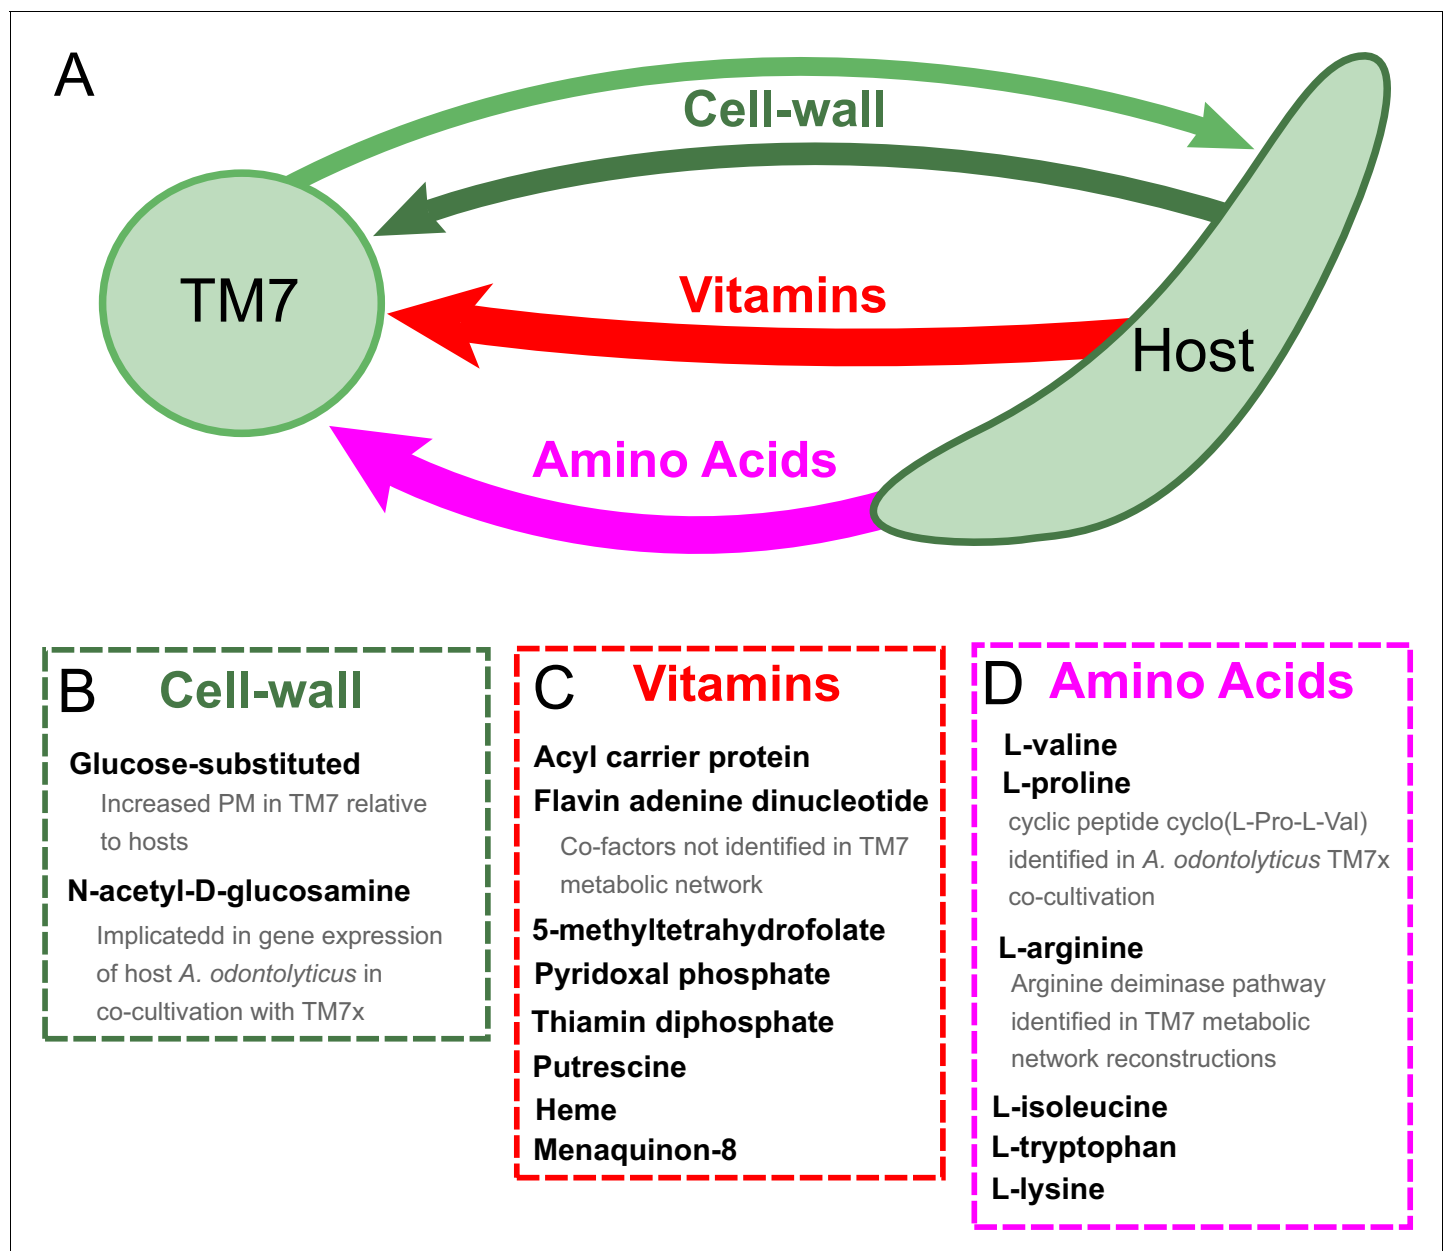 A
Cell-wall
TM7
Vitamins
Host
Amino Acids
B Cell-wall
Glucose-substituted
Increased PM in TM7 relative
to hosts
N-acetyl-D-glucosamine
Implicatedd in gene expression
of host A. odontolyticus in
co-cultivation with TM7x
C Vitamins
Acyl carrier protein
Flavin adenine dinucleotide
Co-factors not identified in TM7
metabolic network
5-methyltetrahydrofolate
Pyridoxal phosphate
Thiamin diphosphate
Putrescine
Heme
Menaquinon-8
D Amino Acids
L-valine
L-proline
cyclic peptide cyclo(L-Pro-L-Val)
identified in A. odontolyticus TM7x
co-cultivation
L-arginine
Arginine deiminase pathway
identified in TM7 metabolic
network reconstructions
L-isoleucine
L-tryptophan
L-lysine